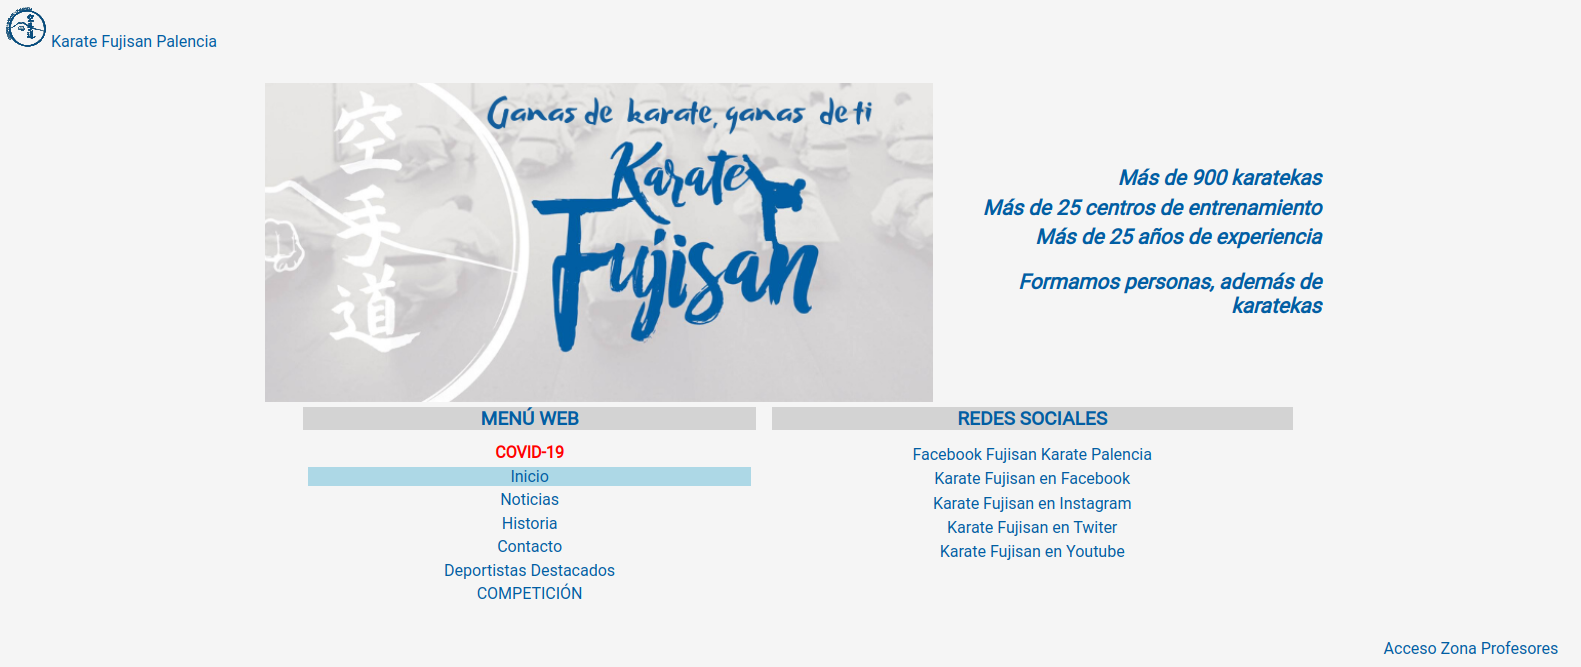 Karate Fujisan Palencia
Ganas de karate, ganas de ti
Karate
Fujisan
空
手
道
Más de 900 karatekas
Más de 25 centros de entrenamiento
Más de 25 años de experiencia
Formamos personas, además de
karatekas
MENÚ WEB
COVID-19
Inicio
Noticias
Historia
Contacto
Deportistas Destacados
COMPETICIÓN
REDES SOCIALES
Facebook Fujisan Karate Palencia
Karate Fujisan en Facebook
Karate Fujisan en Instagram
Karate Fujisan en Twiter
Karate Fujisan en Youtube
Acceso Zona Profesores